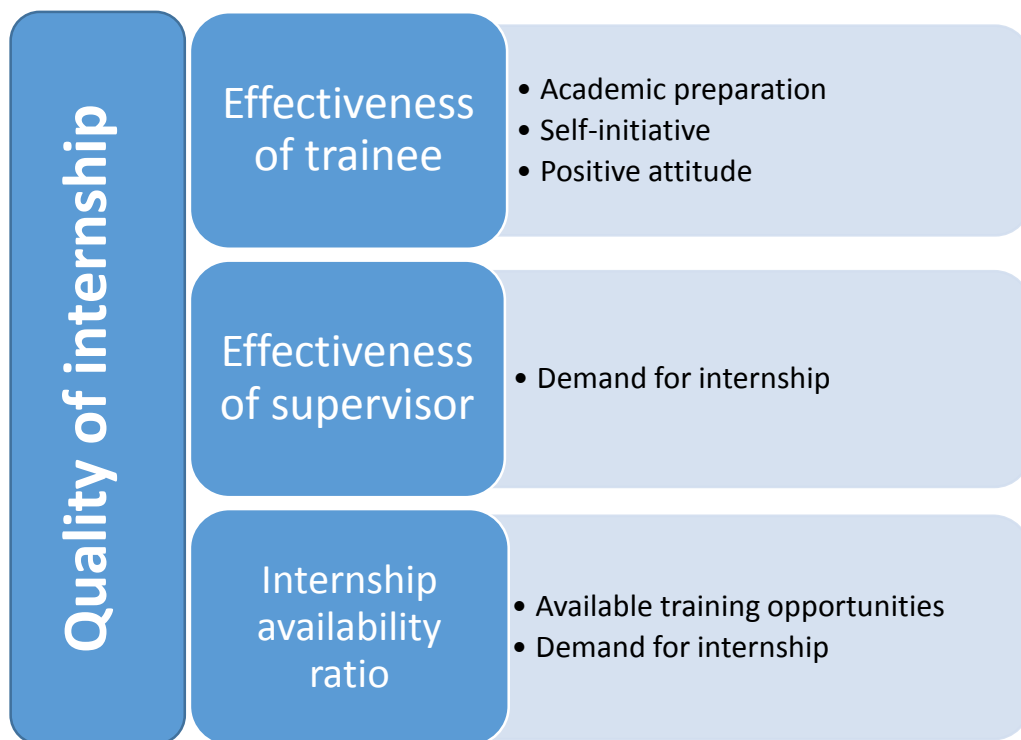 Quality of internship
Effectiveness
of trainee
• Academic preparation
• Self-initiative
• Positive attitude
Effectiveness
of supervisor
• Demand for internship
Internship
availability
ratio
• Available training opportunities
• Demand for internship